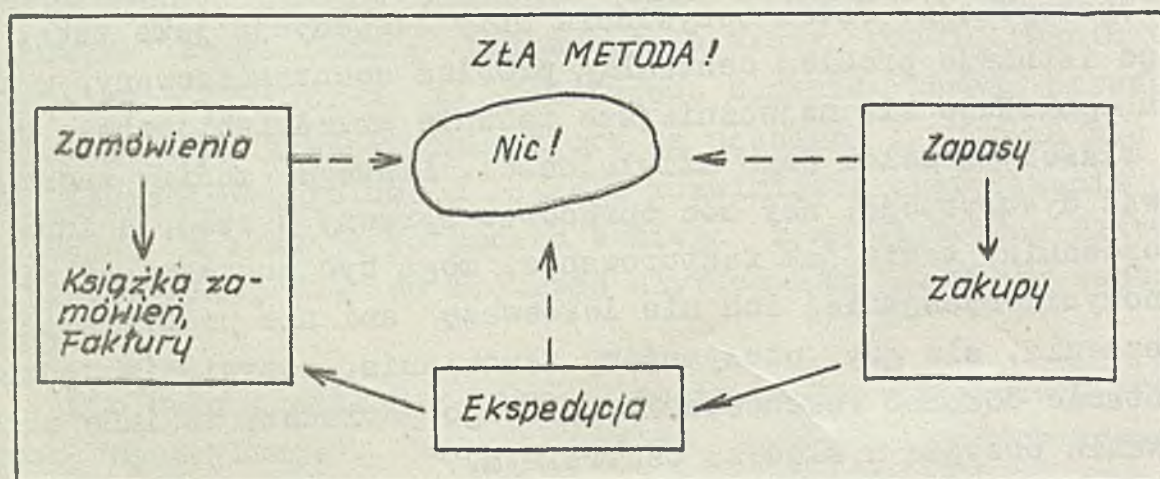 ZŁA METODA!
Zamówienia
Nic!
Zapasy
Książka za-
mówień,
Faktury
Zakupy
Ekspedycja